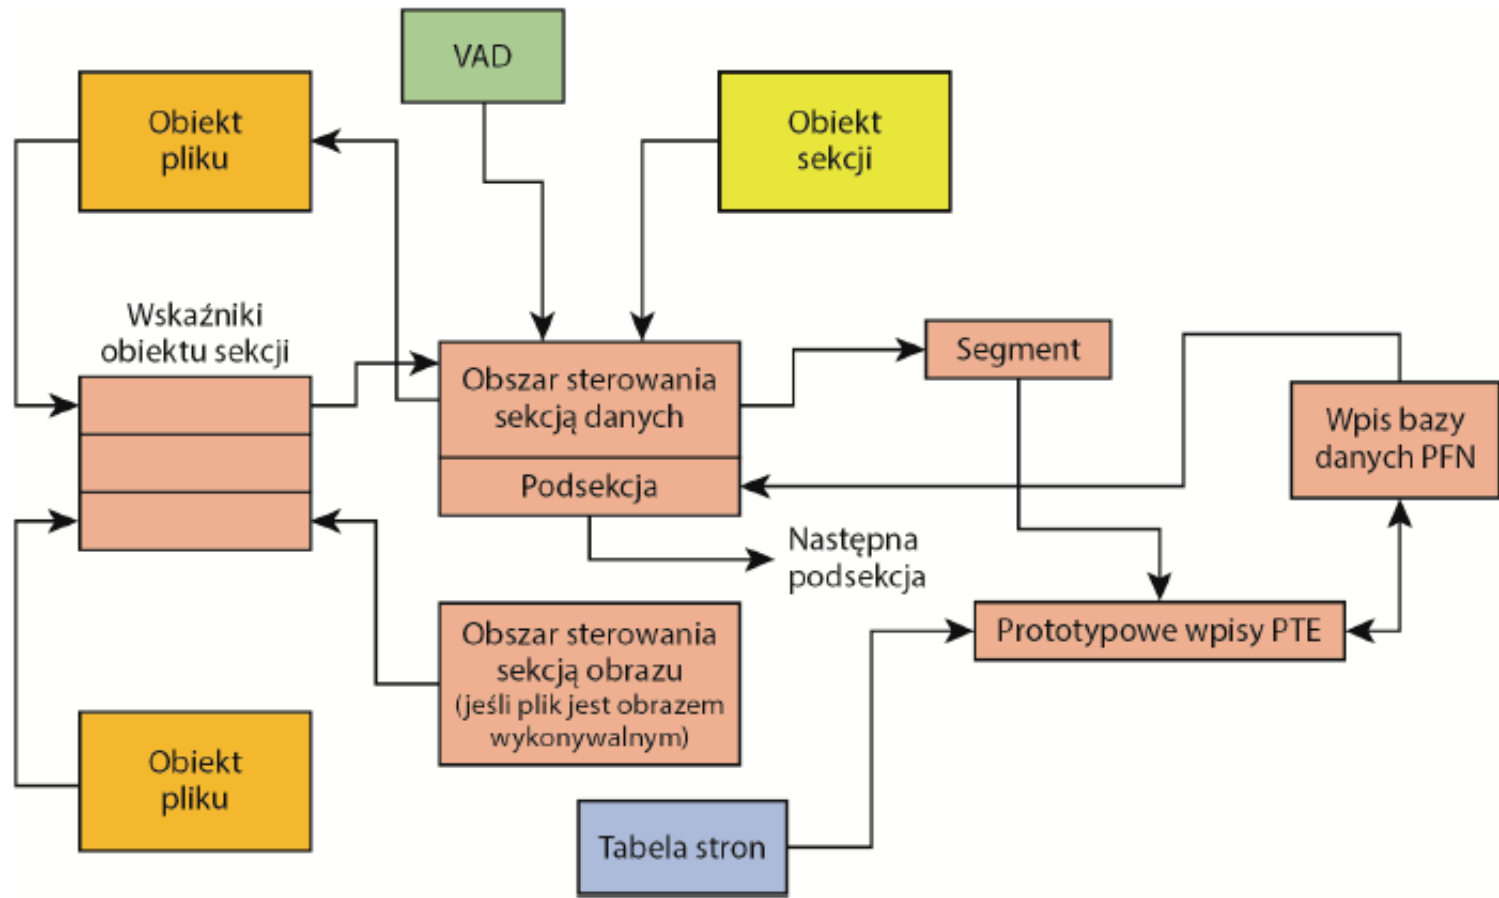 VAD
Obiekt
pliku
Obiekt
sekcji
Wskaźniki
obiektu sekcji
Obszar sterowania
sekcją danych
Podsekcja
Segment
Wpis bazy
danych PFN
Następna
podsekcja
Obszar sterowania
sekcją obrazu
(jeśli plik jest obrazem
wykonywalnym)
Prototypowe wpisy PTE
Obiekt
pliku
Tabela stron